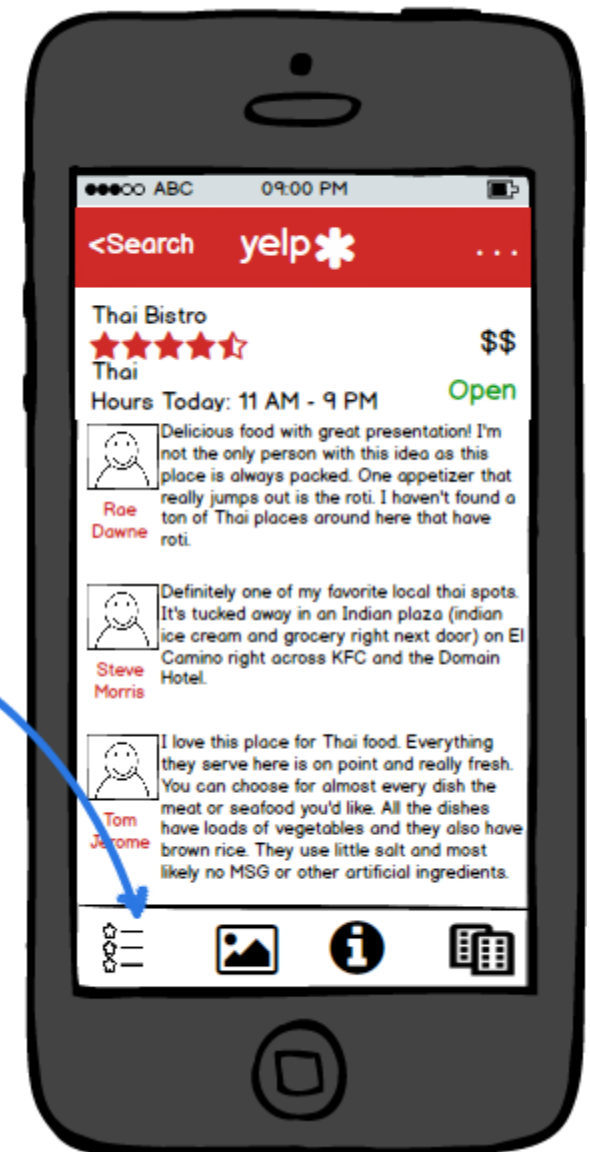 ABC 09:00 PM
<Search yelp ...
Thai Bistro
$$
Thai
Open
Hours Today: 11 AM - 9 PM
Delicious food with great presentation! I'm
not the only person with this idea as this
place is always packed. One appetizer that
really jumps out is the roti. I haven't found a
ton of Thai places around here that have
roti.
Rae
Dawne
Definitely one of my favorite local thai spots.
It's tucked away in an Indian plaza (indian
ice cream and grocery right next door) on El
Camino right across KFC and the Domain
Hotel.
Steve
Morris
I love this place for Thai food. Everything
they serve here is on point and really fresh.
You can choose for almost every dish the
meat or seafood you'd like. All the dishes
have loads of vegetables and they also have
brown rice. They use little salt and most
likely no MSG or other artificial ingredients.
Tom
Jerome